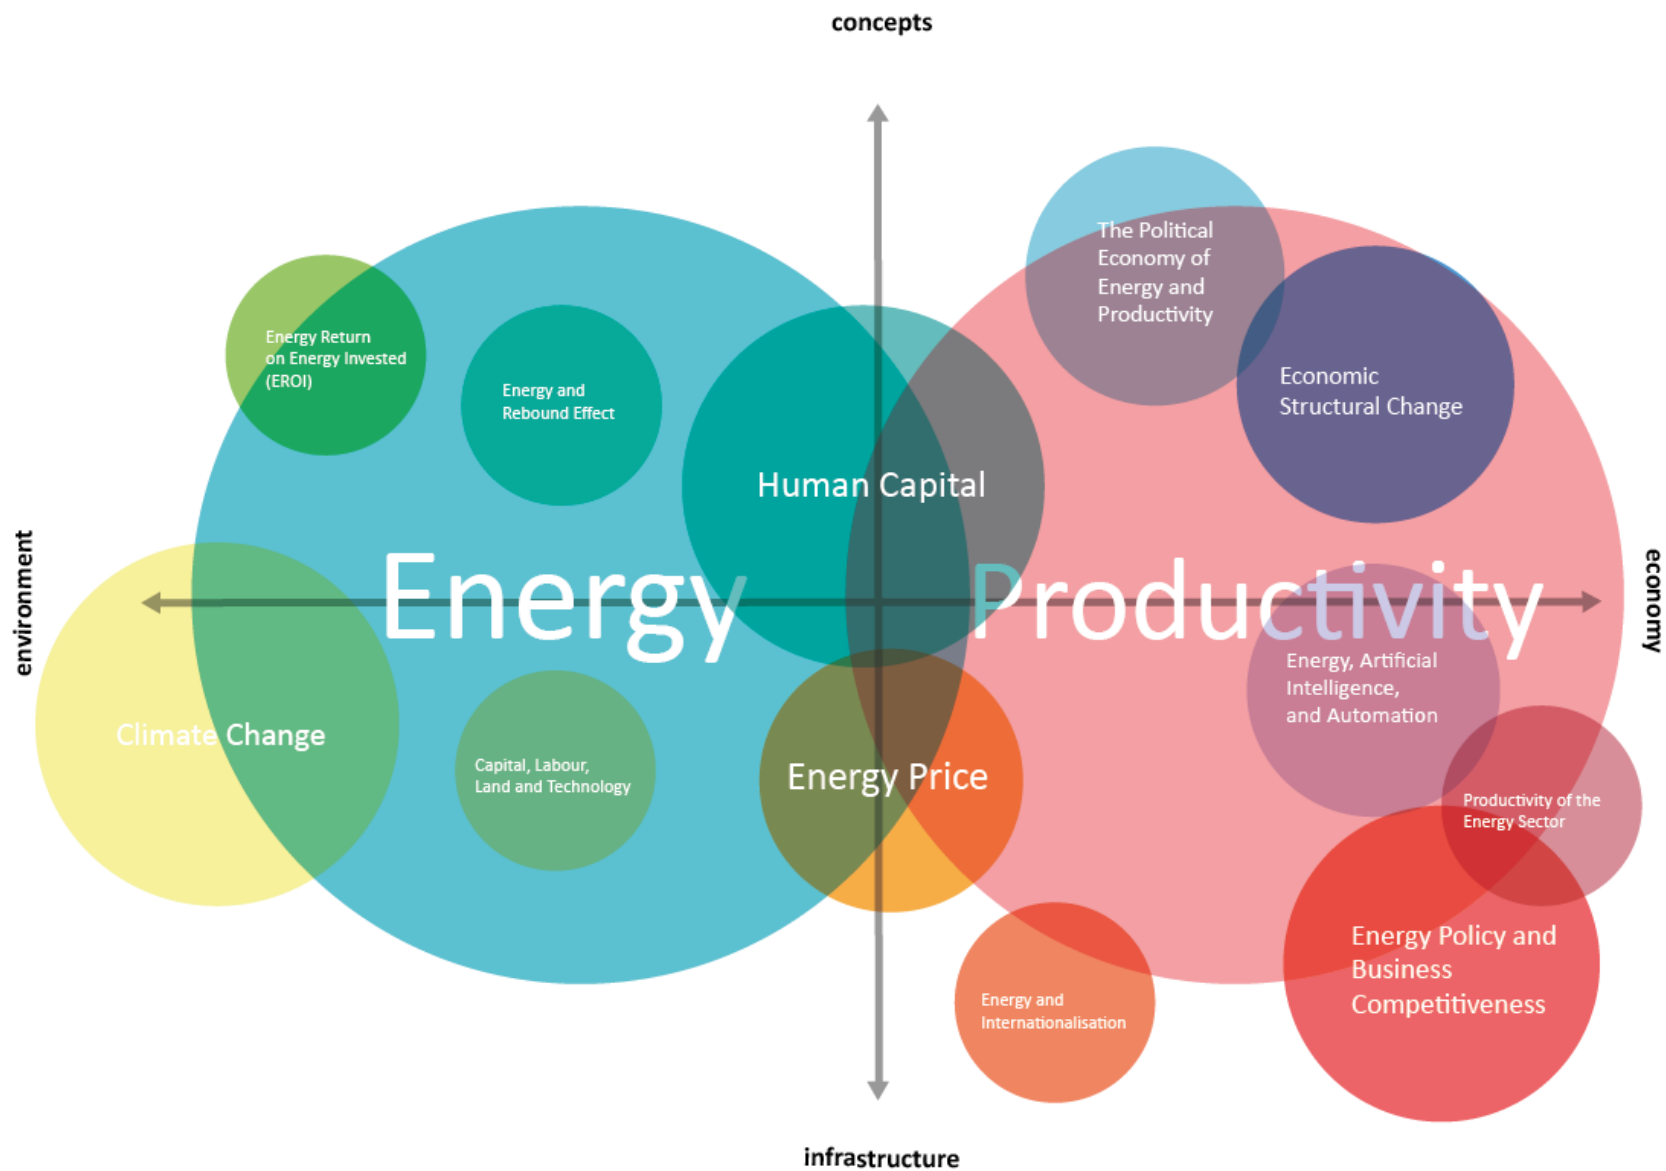 concepts
The Political
Economy of
Energy and
Productivity
Energy Return
on Energy Invested
(EROI)
Energy and
Rebound Effect
Economic
Structural Change
Human Capital
environment
Energy
Productivity
economy
Energy, Artificial
Intelligence,
and Automation
Climate Change
Capital, Labour,
Land and Technology
Energy Price
Productivity of the
Energy Sector
Energy Policy and
Business
Competitiveness
Energy and
Internationalisation
infrastructure